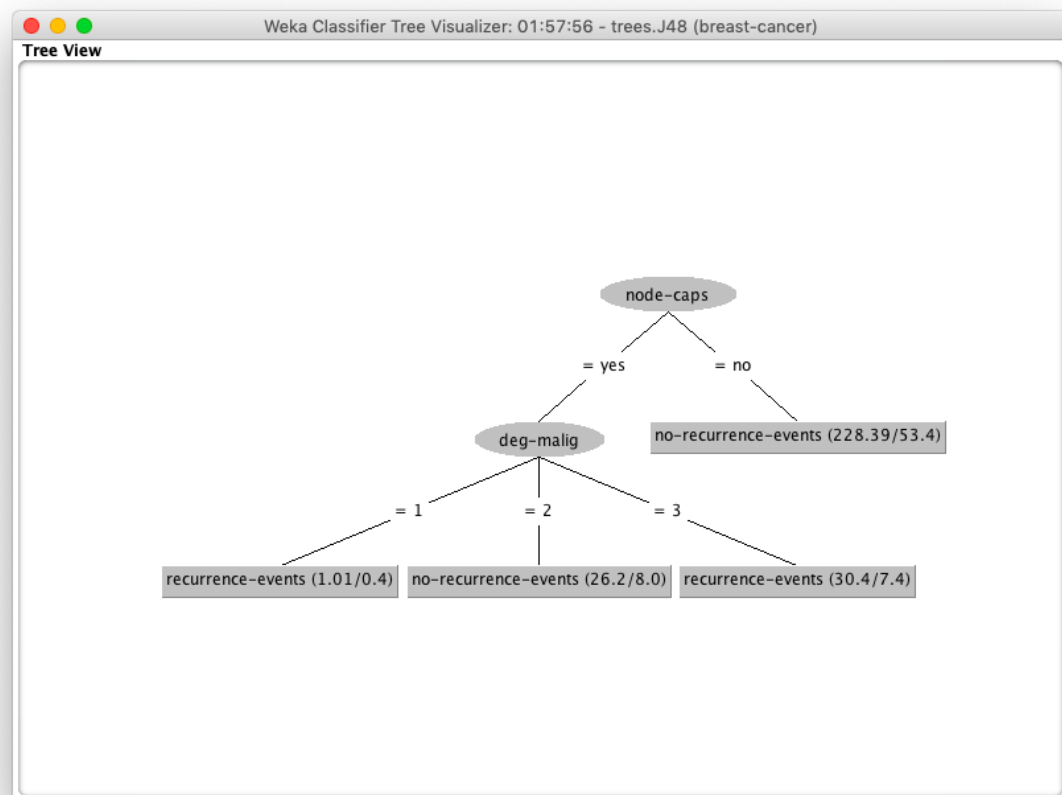 Weka Classifier Tree Visualizer: 01:57:56 - trees.J48 (breast-cancer)
Tree View
node-caps
= yes
= no
deg-malig
no-recurrence-events (228.39/53.4)
= 1
= 2
= 3
recurrence-events (1.01/0.4)
no-recurrence-events (26.2/8.0)
recurrence-events (30.4/7.4)